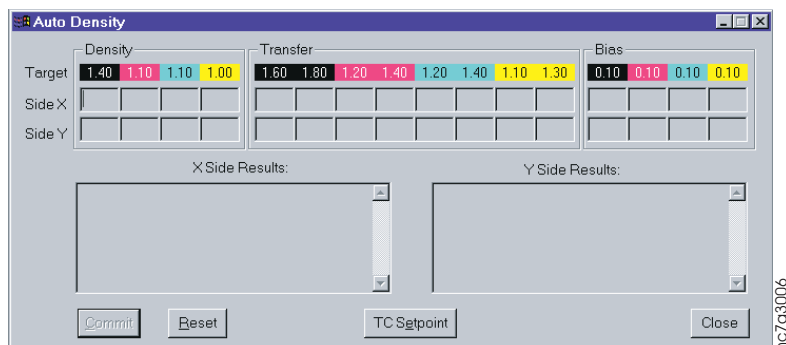 Auto Density
Density Transfer Bias
Target 1.40 1.10 1.10 1.00 1.60 1.80 1.20 1.40 1.20 1.40 1.10 1.30 0.10 0.10 0.10 0.10
Side X
Side Y
X Side Results: Y Side Results:
Commit Reset TC Setpoint Close